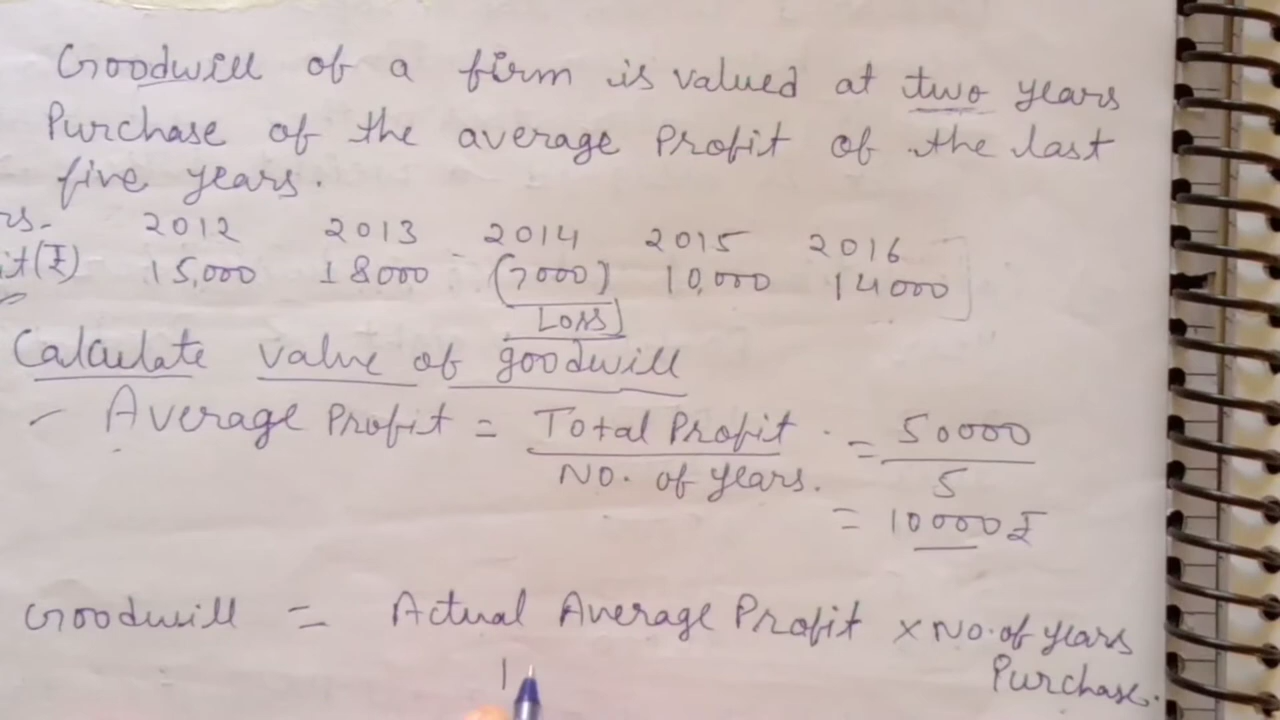 Goodwill of a firm is valued at two years
Purchase of the average Profit of the last
five years.
rs. 2012 2013 2014 2015 2016
it(₹) 15,000 18000 (7000) 10,000 14000
Loss
Calculate value of goodwill
- Average Profit = Total Profit = 50000
No. of years. 5
= 10000₹
Goodwill = Actual Average Profit × No. of years
Purchase.
1